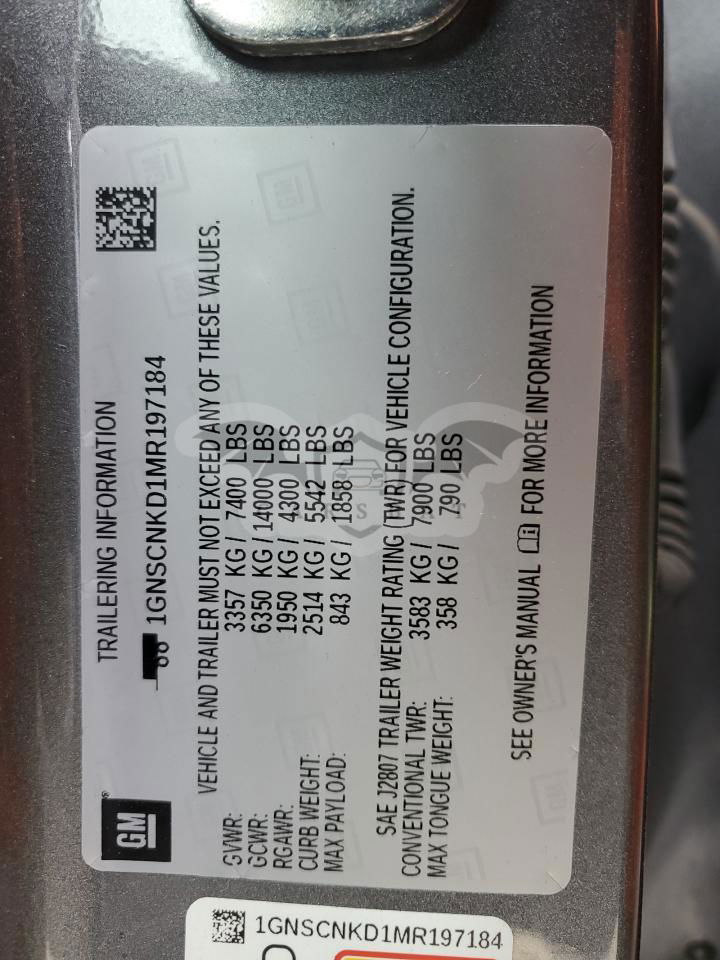 GM
TRAILERING INFORMATION
1GNSCNKD1MR197184
VEHICLE AND TRAILER MUST NOT EXCEED ANY OF THESE VALUES.
GVWR: 3357 KG / 7400 LBS
GCWR: 6350 KG / 14000 LBS
RGAWR: 1950 KG / 4300 LBS
CURB WEIGHT: 2514 KG / 5542 LBS
MAX PAYLOAD: 843 KG / 1858 LBS
SAE J2807 TRAILER WEIGHT RATING (TWR) FOR VEHICLE CONFIGURATION.
CONVENTIONAL TWR: 3583 KG / 7900 LBS
MAX TONGUE WEIGHT: 358 KG / 790 LBS
SEE OWNER'S MANUAL FOR MORE INFORMATION
1GNSCNKD1MR197184